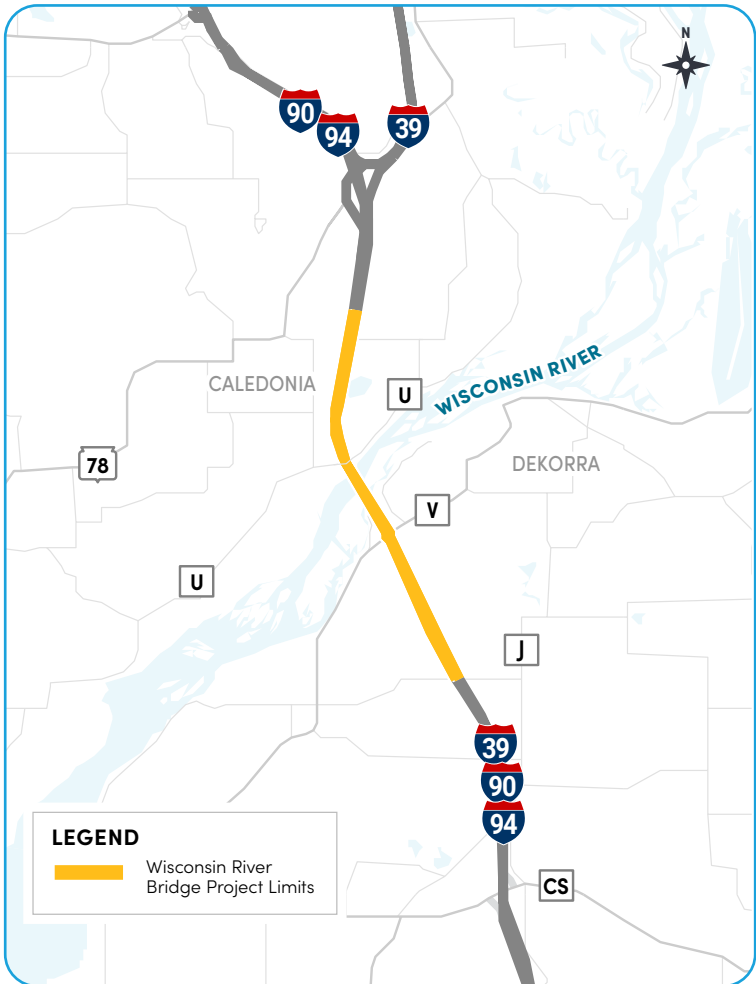 N
90
94
39
CALEDONIA
U
WISCONSIN RIVER
78
DEKORRA
V
U
J
39
90
94
LEGEND
Wisconsin River
Bridge Project Limits
CS